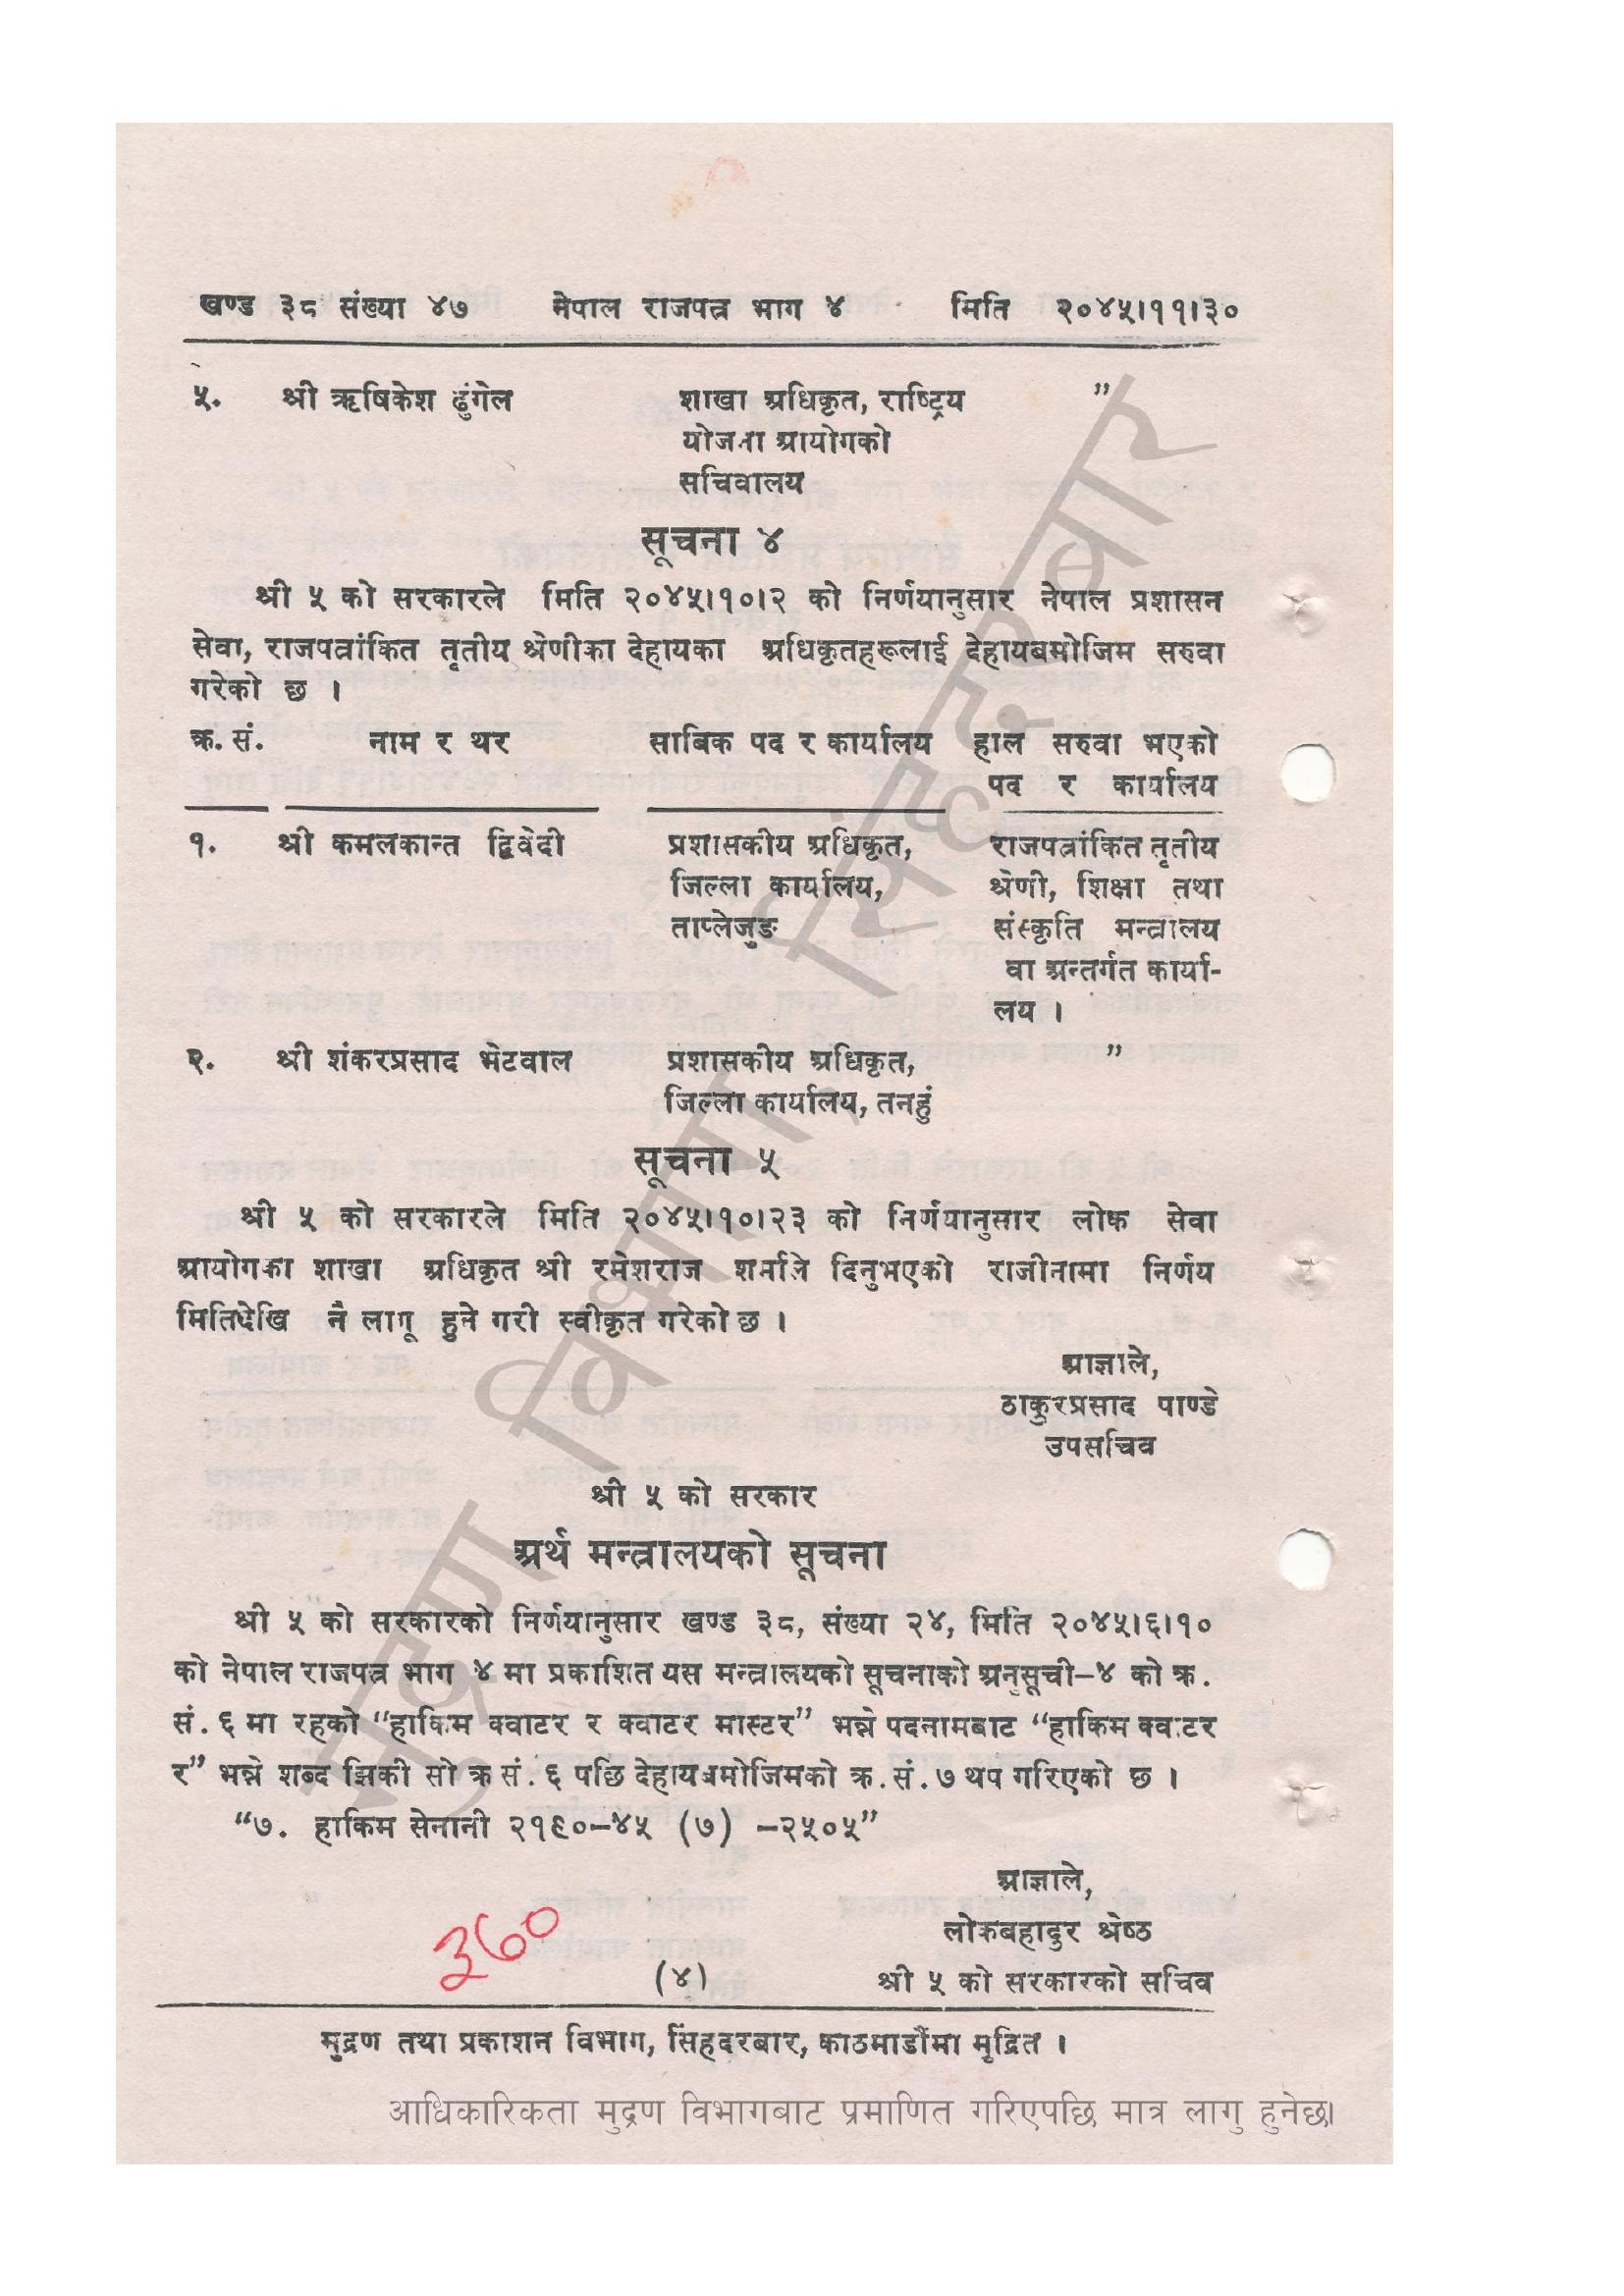 खण्ड ३८ संख्या ४७ नेपाल राजपत्र भाग ४ मिति २०४५।११।३०
५. श्री ऋषिकेश ढुंगेल शाखा अधिकृत, राष्ट्रिय ”
योजना आयोगको
सचिवालय
सूचना ४
श्री ५ को सरकारले मिति २०४५।१०।२ को निर्णयानुसार नेपाल प्रशासन
सेवा, राजपत्रांकित तृतीय श्रेणीका देहायका अधिकृतहरूलाई देहायबमोजिम सरुवा
गरेको छ ।
क्र. सं. नाम र थर साबिक पद र कार्यालय हाल सरुवा भएको
पद र कार्यालय
१. श्री कमलकान्त द्विवेदी प्रशासकीय अधिकृत, राजपत्रांकित तृतीय
जिल्ला कार्यालय, श्रेणी, शिक्षा तथा
ताप्लेजुङ संस्कृति मन्त्रालय
वा अन्तर्गत कार्या-
लय ।
२. श्री शंकरप्रसाद भेटवाल प्रशासकीय अधिकृत, ”
जिल्ला कार्यालय, तनहुं
सूचना ५
श्री ५ को सरकारले मिति २०४५।१०।२३ को निर्णयानुसार लोक सेवा
आयोगका शाखा अधिकृत श्री रमेशराज शर्माले दिनुभएको राजीनामा निर्णय
मितिदेखि नै लागू हुने गरी स्वीकृत गरेको छ ।
आज्ञाले,
ठाकुरप्रसाद पाण्डे
उपसचिव
श्री ५ को सरकार
अर्थ मन्त्रालयको सूचना
श्री ५ को सरकारको निर्णयानुसार खण्ड ३८, संख्या २४, मिति २०४५।६।१०
को नेपाल राजपत्र भाग ४ मा प्रकाशित यस मन्त्रालयको सूचनाको अनुसूची–४ को क्र.
सं. ६ मा रहको “हाकिम क्वाटर र क्वाटर मास्टर” भन्ने पदनामबाट “हाकिम क्वाटर
र” भन्ने शब्द झिकी सो क्र सं. ६ पछि देहायबमोजिमको क्र. सं. ७ थप गरिएको छ ।
“७. हाकिम सेनानी २१९०–४५ (७) –२५०५”
आज्ञाले,
लोकबहादुर श्रेष्ठ
३६०
(४) श्री ५ को सरकारको सचिव
मुद्रण तथा प्रकाशन विभाग, सिंहदरबार, काठमाडौंमा मुद्रित ।
आधिकारिकता मुद्रण विभागबाट प्रमाणित गरिएपछि मात्र लागु हुनेछ।
मुद्रण विभाग, सिंहदरबार